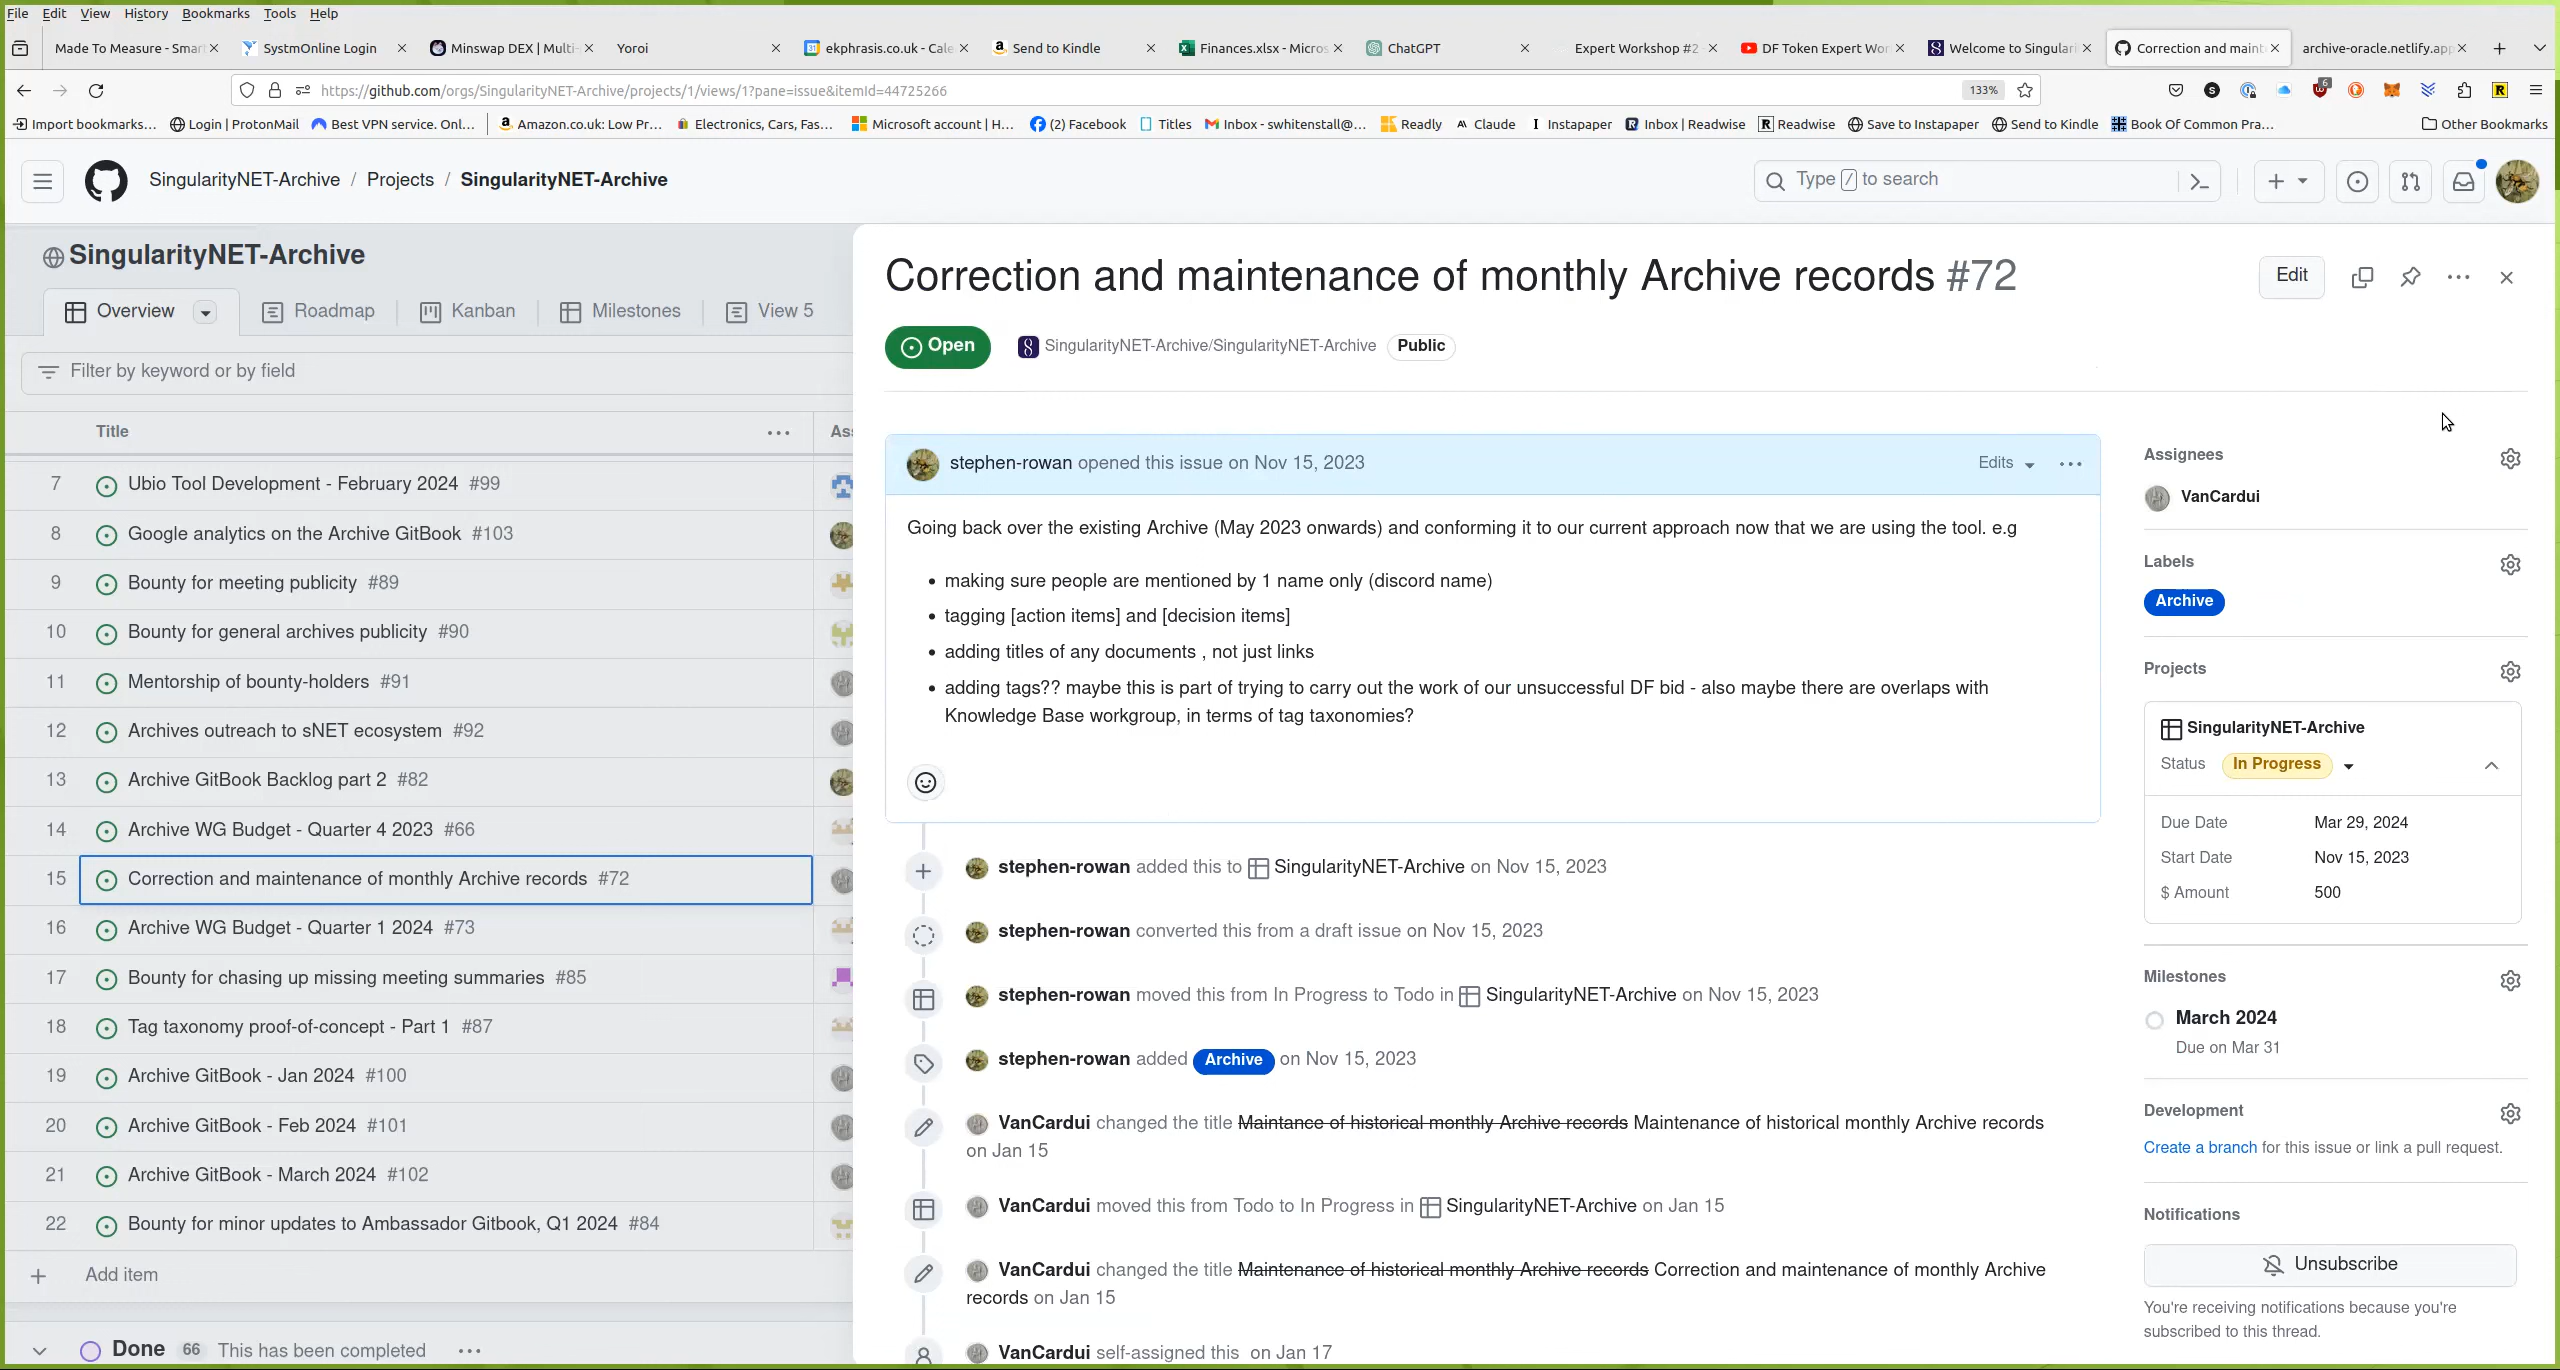 File Edit View History Bookmarks Tools Help
Made To Measure - Smar
SystmOnline Login
Minswap DEX | Multi-
Yoroi
ekphrasis.co.uk - Cale
Send to Kindle
Finances.xlsx - Micros
ChatGPT
Expert Workshop #2 -
DF Token Expert Wor
Welcome to Singulari
Correction and maint
archive-oracle.netlify.app
https://github.com/orgs/SingularityNET-Archive/projects/1/views/1?pane=issue&itemId=44725266
133%
6
Import bookmarks...
Login | ProtonMail
Best VPN service. Onl...
Amazon.co.uk: Low Pr...
Electronics, Cars, Fas...
Microsoft account | H...
(2) Facebook
Titles
Inbox - swhitenstall@...
Readly
Claude
Instapaper
Inbox | Readwise
Readwise
Save to Instapaper
Send to Kindle
Book Of Common Pra...
Other Bookmarks
SingularityNET-Archive / Projects / SingularityNET-Archive
Type / to search
SingularityNET-Archive
Overview
Roadmap
Kanban
Milestones
View 5
Filter by keyword or by field
Title
Ass
7 Ubio Tool Development - February 2024 #99
8 Google analytics on the Archive GitBook #103
9 Bounty for meeting publicity #89
10 Bounty for general archives publicity #90
11 Mentorship of bounty-holders #91
12 Archives outreach to sNET ecosystem #92
13 Archive GitBook Backlog part 2 #82
14 Archive WG Budget - Quarter 4 2023 #66
15 Correction and maintenance of monthly Archive records #72
16 Archive WG Budget - Quarter 1 2024 #73
17 Bounty for chasing up missing meeting summaries #85
18 Tag taxonomy proof-of-concept - Part 1 #87
19 Archive GitBook - Jan 2024 #100
20 Archive GitBook - Feb 2024 #101
21 Archive GitBook - March 2024 #102
22 Bounty for minor updates to Ambassador Gitbook, Q1 2024 #84
Add item
Done 66 This has been completed
Correction and maintenance of monthly Archive records #72
Edit
Open
SingularityNET-Archive/SingularityNET-Archive
Public
stephen-rowan opened this issue on Nov 15, 2023
Edits
Going back over the existing Archive (May 2023 onwards) and conforming it to our current approach now that we are using the tool. e.g
• making sure people are mentioned by 1 name only (discord name)
• tagging [action items] and [decision items]
• adding titles of any documents , not just links
• adding tags?? maybe this is part of trying to carry out the work of our unsuccessful DF bid - also maybe there are overlaps with
Knowledge Base workgroup, in terms of tag taxonomies?
stephen-rowan added this to SingularityNET-Archive on Nov 15, 2023
stephen-rowan converted this from a draft issue on Nov 15, 2023
stephen-rowan moved this from In Progress to Todo in SingularityNET-Archive on Nov 15, 2023
stephen-rowan added Archive on Nov 15, 2023
VanCardui changed the title Maintance of historical monthly Archive records Maintenance of historical monthly Archive records
on Jan 15
VanCardui moved this from Todo to In Progress in SingularityNET-Archive on Jan 15
VanCardui changed the title Maintenance of historical monthly Archive records Correction and maintenance of monthly Archive
records on Jan 15
VanCardui self-assigned this on Jan 17
Assignees
VanCardui
Labels
Archive
Projects
SingularityNET-Archive
Status In Progress
Due Date Mar 29, 2024
Start Date Nov 15, 2023
$ Amount 500
Milestones
March 2024
Due on Mar 31
Development
Create a branch for this issue or link a pull request.
Notifications
Unsubscribe
You're receiving notifications because you're
subscribed to this thread.